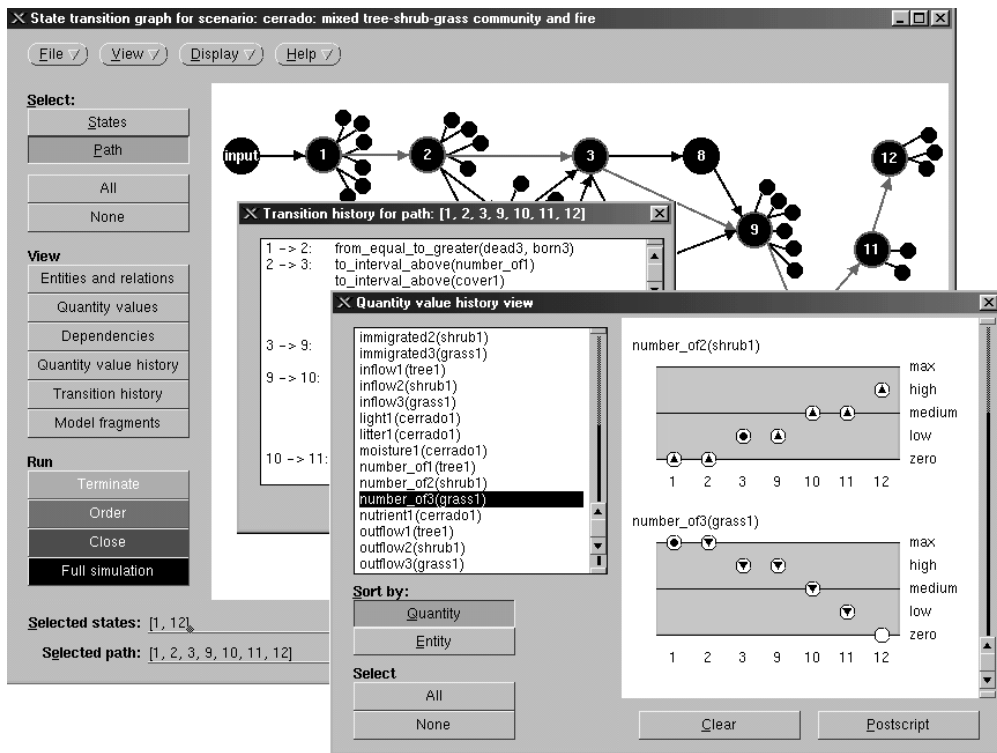 State transition graph for scenario: cerrado: mixed tree-shrub-grass community and fire
File
View
Display
Help
Select:
States
Path
All
None
View
Entities and relations
Quantity values
Dependencies
Quantity value history
Transition history
Model fragments
Run
Terminate
Order
Close
Full simulation
Selected states: [1, 12]
Selected path: [1, 2, 3, 9, 10, 11, 12]
input
1
2
3
8
9
12
11
Transition history for path: [1, 2, 3, 9, 10, 11, 12]
1 -> 2: from_equal_to_greater(dead3, born3)
2 -> 3: to_interval_above(number_of1)
to_interval_above(cover1)
3 -> 9:
9 -> 10:
10 -> 11:
Quantity value history view
immigrated2(shrub1)
immigrated3(grass1)
inflow1(tree1)
inflow2(shrub1)
inflow3(grass1)
light1(cerrado1)
litter1(cerrado1)
moisture1(cerrado1)
number_of1(tree1)
number_of2(shrub1)
number_of3(grass1)
nutrient1(cerrado1)
outflow1(tree1)
outflow2(shrub1)
outflow3(grass1)
Sort by:
Quantity
Entity
Select
All
None
number_of2(shrub1)
max
high
medium
low
zero
1 2 3 9 10 11 12
number_of3(grass1)
max
high
medium
low
zero
1 2 3 9 10 11 12
Clear
Postscript